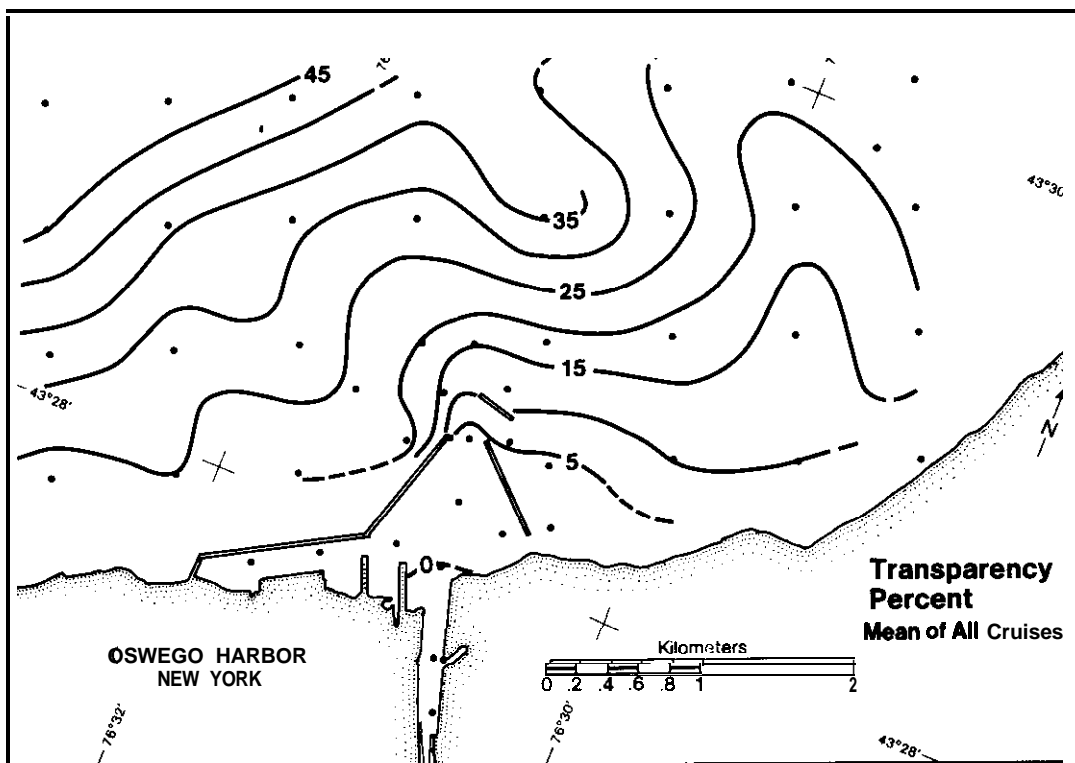 45
35
43°30
25
15
43°28'
N
5
0
Transparency
Percent
Mean of All Cruises
Kilometers
0 .2 .4 .6 .8 1 2
OSWEGO HARBOR
NEW YORK
76°32'
76°30'
43°28'